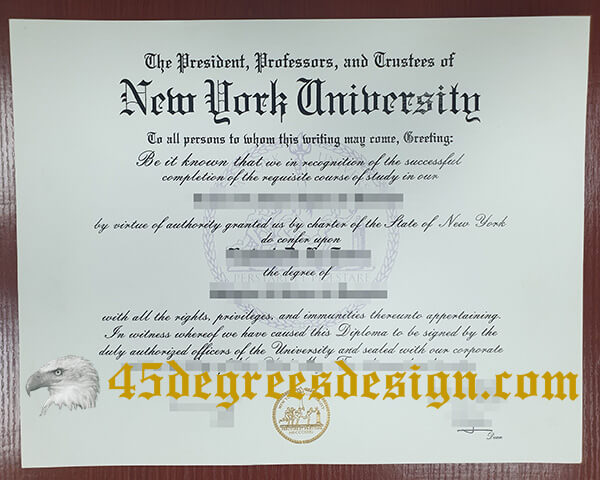 The President, Professors, and Trustees of
New York University
To all persons to whom this writing may come, Greeting:
Be it known that we in recognition of the successful
completion of the requisite course of study in our
by virtue of authority granted us by charter of the State of New York
do confer upon
the degree of
with all the rights, privileges, and immunities thereunto appertaining.
In witness whereof we have caused this Diploma to be signed by the
duly authorized officers of the University and sealed with our corporate
45degreesdesign.com
Dean